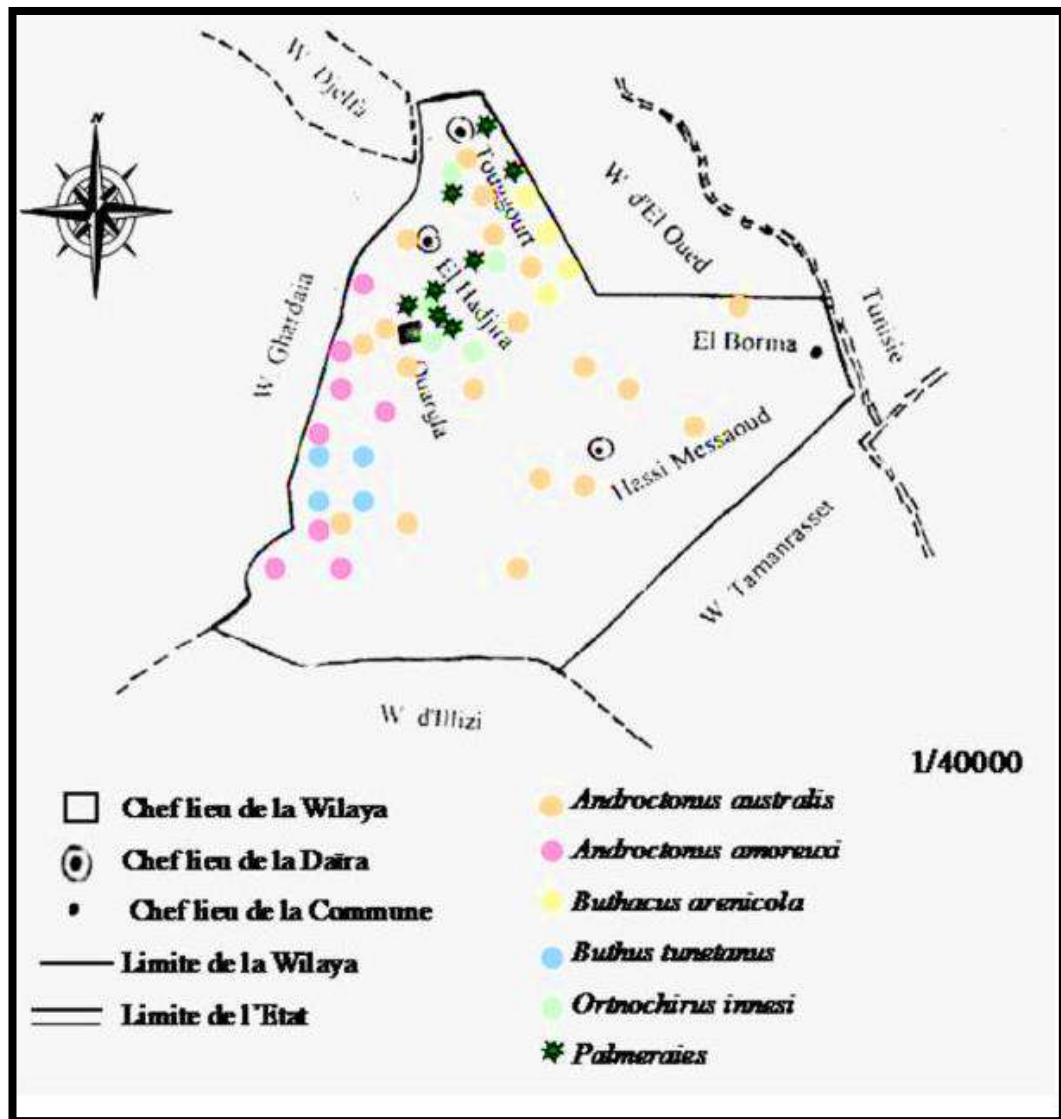 N
W Djelfa
Touggourt
W d'El Oued
El Hadjira
W Ghardaia
Tunisie
El Borma
Ouargla
Hassi Messaoud
W Tamanrasset
W d'Illizi
1/40000
Chef lieu de la Wilaya
Chef lieu de la Daïra
Chef lieu de la Commune
Limite de la Wilaya
Limite de l'Etat
Androctonus australis
Androctonus amoreuxi
Buthacus arenicola
Buthus tunetanus
Ortnochirus innesi
Palmeraies